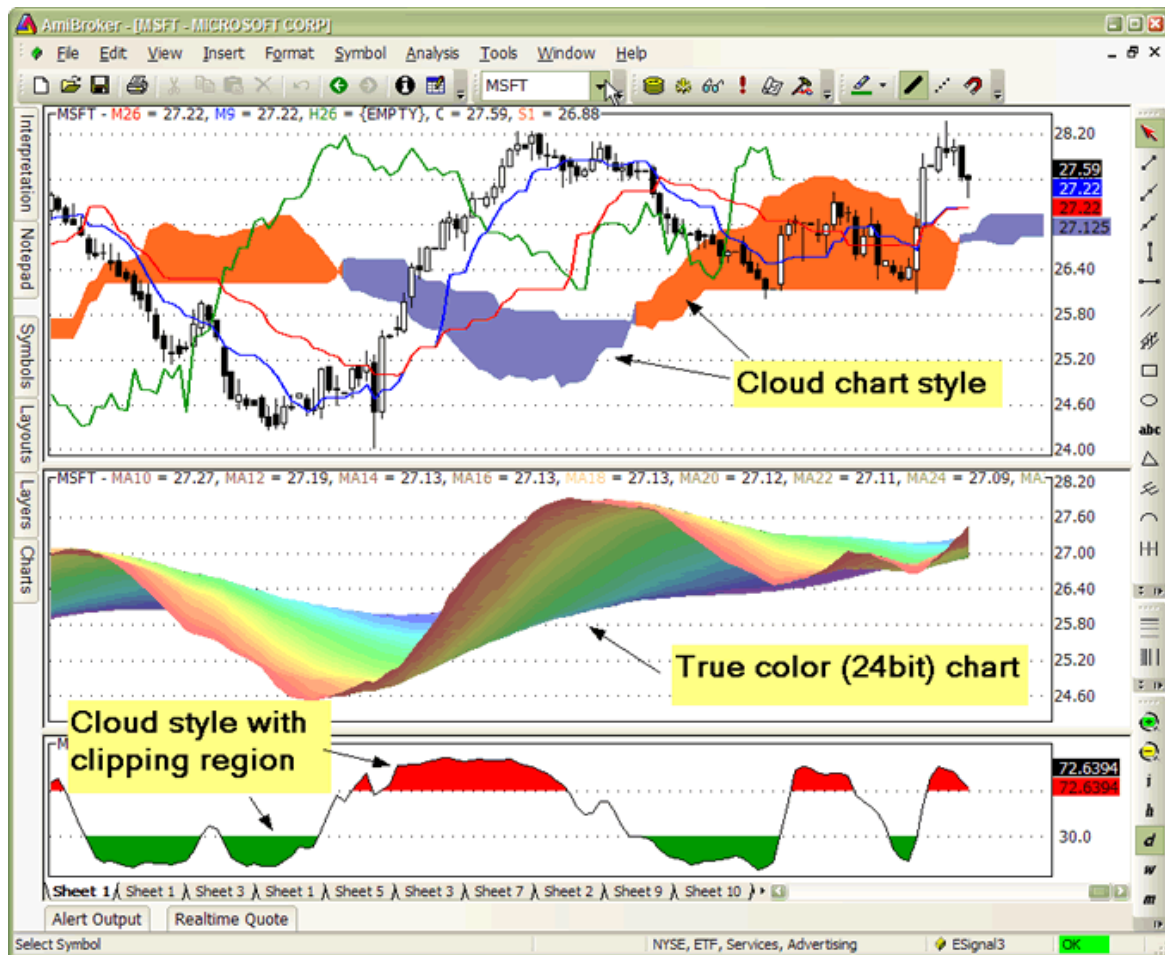 AmiBroker - [MSFT - MICROSOFT CORP]
File Edit View Insert Format Symbol Analysis Tools Window Help
MSFT
Interpretation
Notepad
Symbols
Layouts
Layers
Charts
MSFT - M26 = 27.22, M9 = 27.22, H26 = {EMPTY}, C = 27.59, S1 = 26.88
28.20
27.59
27.22
27.22
27.125
26.40
25.80
25.20
24.60
24.00
Cloud chart style
MSFT - MA10 = 27.27, MA12 = 27.19, MA14 = 27.13, MA16 = 27.13, MA18 = 27.13, MA20 = 27.12, MA22 = 27.11, MA24 = 27.09, MA
28.20
27.60
27.00
26.40
25.80
25.20
24.60
True color (24bit) chart
Cloud style with
clipping region
72.6394
72.6394
30.0
abc
i
h
d
w
m
Sheet 1 Sheet 1 Sheet 3 Sheet 1 Sheet 5 Sheet 3 Sheet 7 Sheet 2 Sheet 9 Sheet 10
Alert Output Realtime Quote
Select Symbol NYSE, ETF, Services, Advertising ESignal3 OK